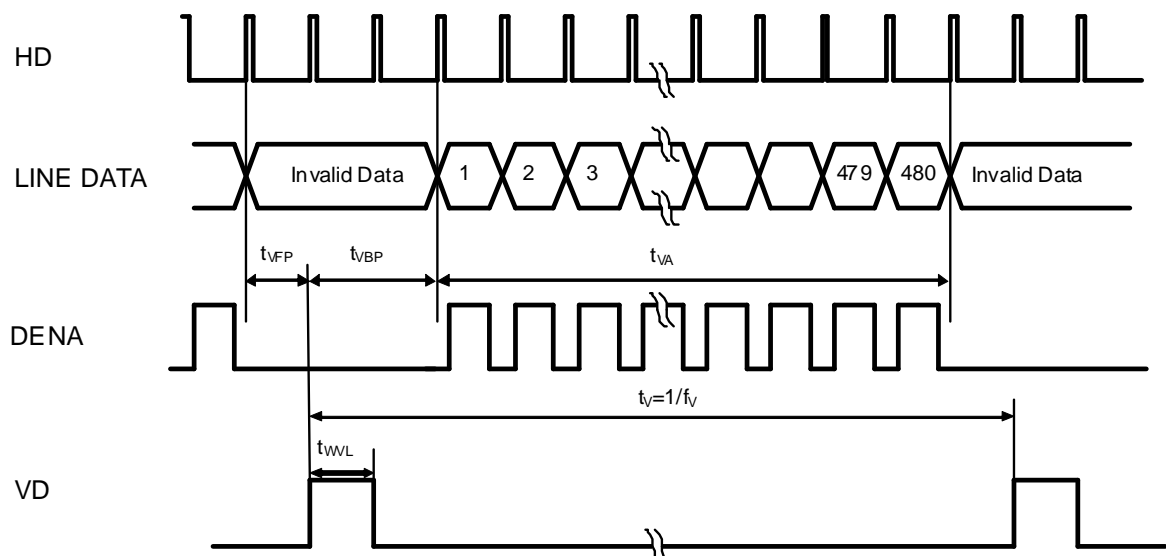 HD
LINE DATA
Invalid Data
1
2
3
479
480
Invalid Data
tVFP
tVBP
tVA
DENA
tV=1/fV
tWVL
VD